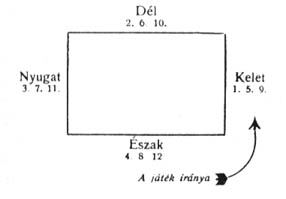 Dél
2. 6. 10.
Nyugat
3. 7. 11.
Kelet
1. 5. 9.
Észak
4 8 12
A játék iránya